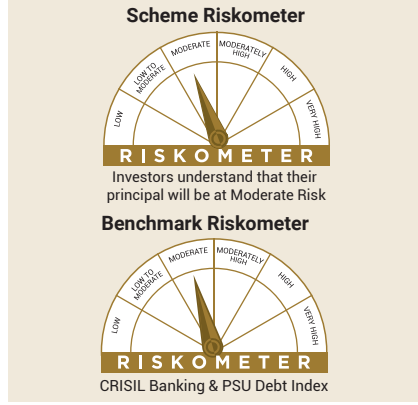 Scheme Riskometer
LOW
LOW TO
MODERATE
MODERATE
MODERATELY
HIGH
HIGH
VERY HIGH
RISKOMETER
Investors understand that their
principal will be at Moderate Risk
Benchmark Riskometer
LOW
LOW TO
MODERATE
MODERATE
MODERATELY
HIGH
HIGH
VERY HIGH
RISKOMETER
CRISIL Banking & PSU Debt Index